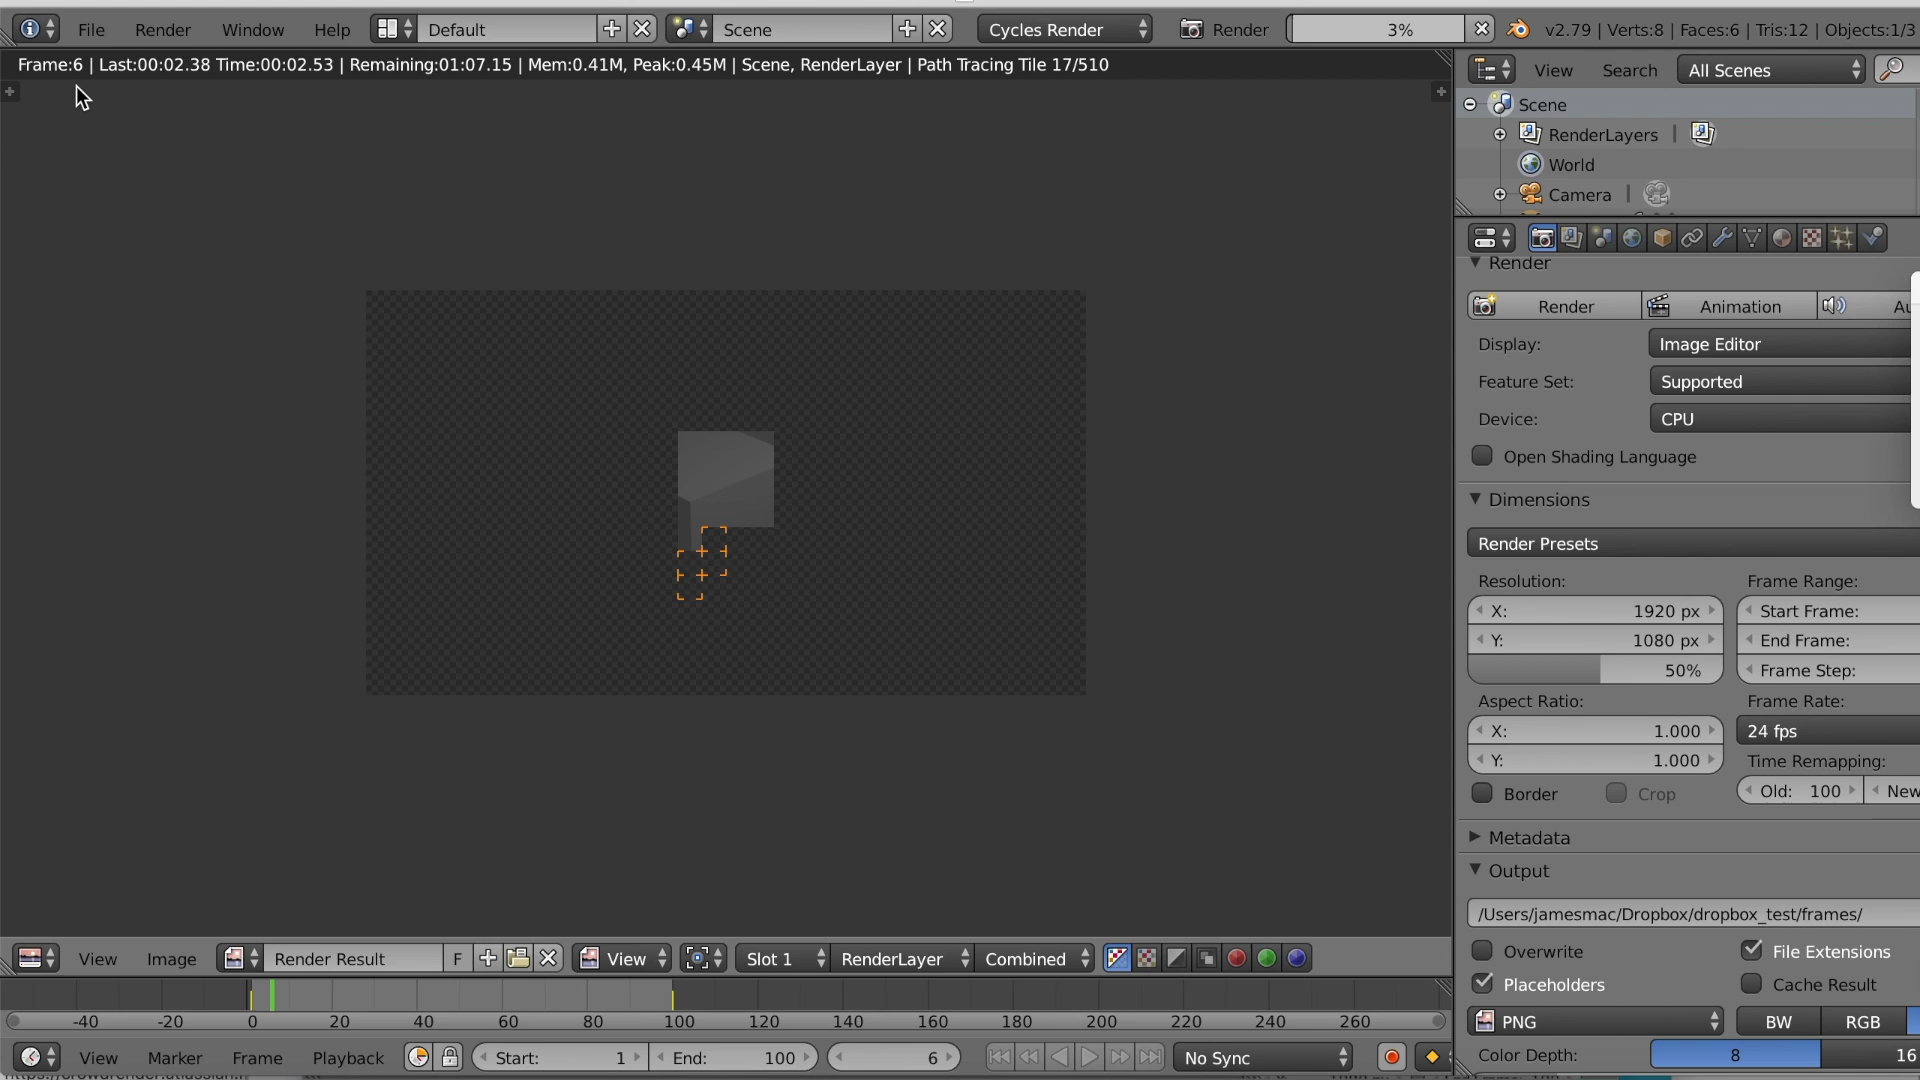 File Render Window Help Default Scene Cycles Render Render 3% v2.79 | Verts:8 | Faces:6 | Tris:12 | Objects:1/3
Frame:6 | Last:00:02.38 Time:00:02.53 | Remaining:01:07.15 | Mem:0.41M, Peak:0.45M | Scene, RenderLayer | Path Tracing Tile 17/510
View Search All Scenes
Scene
RenderLayers |
World
Camera |
Render
Render Animation Au
Display: Image Editor
Feature Set: Supported
Device: CPU
Open Shading Language
Dimensions
Render Presets
Resolution: Frame Range:
X: 1920 px Start Frame:
Y: 1080 px End Frame:
50% Frame Step:
Aspect Ratio: Frame Rate:
X: 1.000 24 fps
Y: 1.000 Time Remapping:
Border Crop Old: 100 New
Metadata
Output
/Users/jamesmac/Dropbox/dropbox_test/frames/
Overwrite File Extensions
Placeholders Cache Result
PNG BW RGB
Color Depth: 8 16
View Image Render Result F View Slot 1 RenderLayer Combined
-40 -20 0 20 40 60 80 100 120 140 160 180 200 220 240 260
View Marker Frame Playback Start: 1 End: 100 6 No Sync